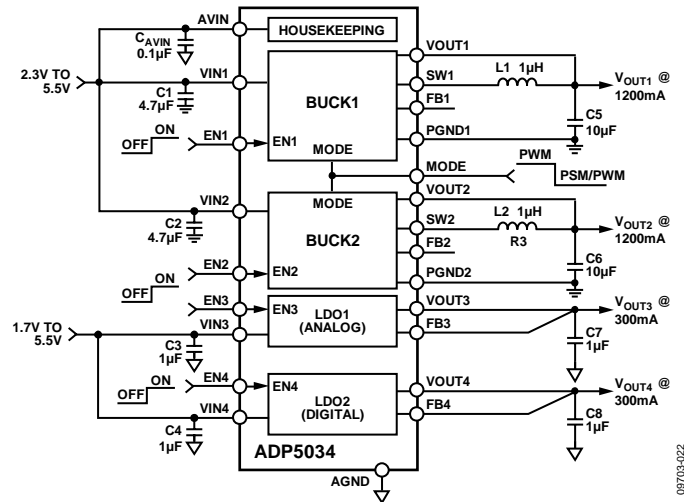 AVIN
HOUSEKEEPING
C_AVIN
0.1µF
VOUT1
2.3V TO
5.5V
VIN1
SW1
L1 1µH
V_OUT1 @
1200mA
C1
4.7µF
BUCK1
FB1
C5
10µF
OFF
ON
EN1
EN1
PGND1
MODE
MODE
PWM
PSM/PWM
VIN2
MODE
VOUT2
C2
4.7µF
BUCK2
SW2
L2 1µH
R3
V_OUT2 @
1200mA
FB2
EN2
EN2
PGND2
C6
10µF
OFF
ON
EN3
EN3
LDO1
(ANALOG)
VOUT3
V_OUT3 @
300mA
1.7V TO
5.5V
VIN3
FB3
C3
1µF
C7
1µF
OFF
ON
EN4
EN4
LDO2
(DIGITAL)
VOUT4
V_OUT4 @
300mA
VIN4
FB4
C4
1µF
C8
1µF
ADP5034
AGND
09703-022